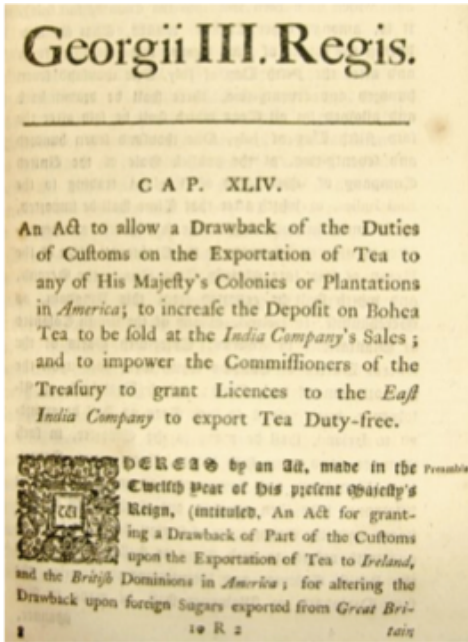 Georgii III. Regis.
CAP. XLIV.
An Act to allow a Drawback of the Duties
of Cuſtoms on the Exportation of Tea to
any of His Majeſty's Colonies or Plantations
in America; to increaſe the Depoſit on Bohea
Tea to be ſold at the India Company's Sales;
and to impower the Commiſſioners of the
Treaſury to grant Licences to the Eaſt
India Company to export Tea Duty-free.
WHEREAS by an Act, made in the Preamble
Twelfth Year of His preſent Majeſty's
Reign, (intituled, An Act for grant-
ing a Drawback of Part of the Cuſtoms
upon the Exportation of Tea to Ireland,
and the Britiſh Dominions in America; for altering the
Drawback upon foreign Sugars exported from Great Bri-
10 R 2 tain